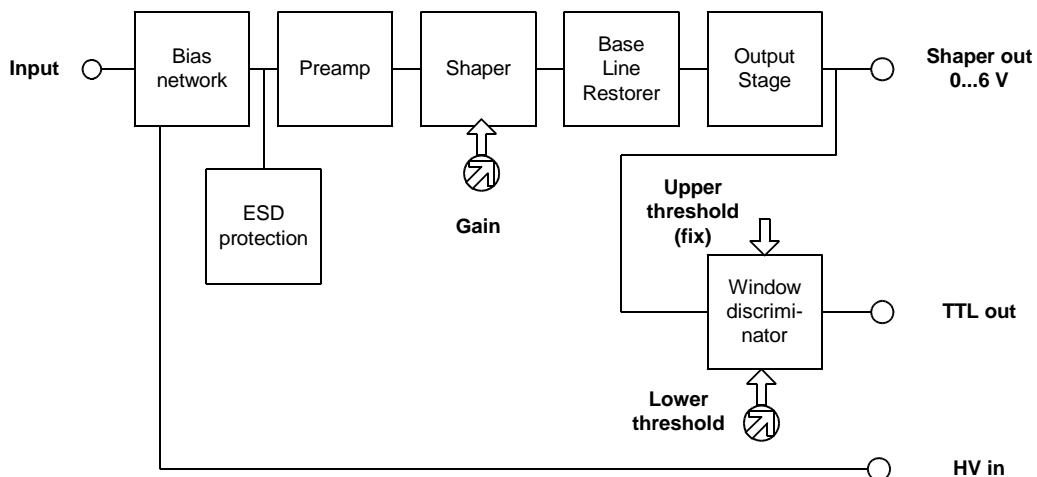 Input
Bias
network
Preamp
Shaper
Base
Line
Restorer
Output
Stage
Shaper out
0...6 V
ESD
protection
Gain
Upper
threshold
(fix)
Window
discrimi-
nator
TTL out
Lower
threshold
HV in